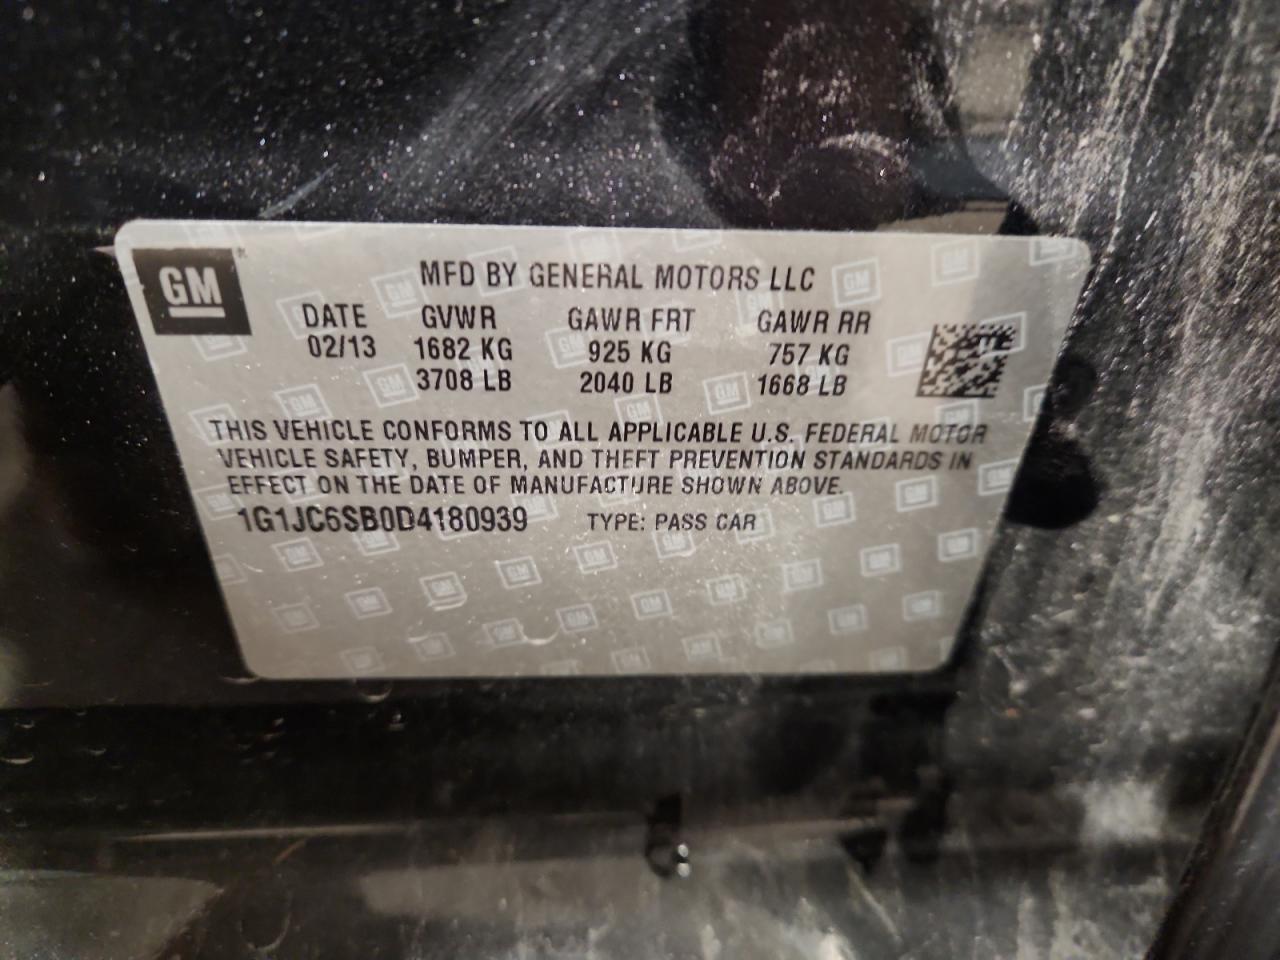 GM
MFD BY GENERAL MOTORS LLC
DATE GVWR GAWR FRT GAWR RR
02/13 1682 KG 925 KG 757 KG
3708 LB 2040 LB 1668 LB
THIS VEHICLE CONFORMS TO ALL APPLICABLE U.S. FEDERAL MOTOR
VEHICLE SAFETY, BUMPER, AND THEFT PREVENTION STANDARDS IN
EFFECT ON THE DATE OF MANUFACTURE SHOWN ABOVE.
1G1JC6SB0D4180939 TYPE: PASS CAR